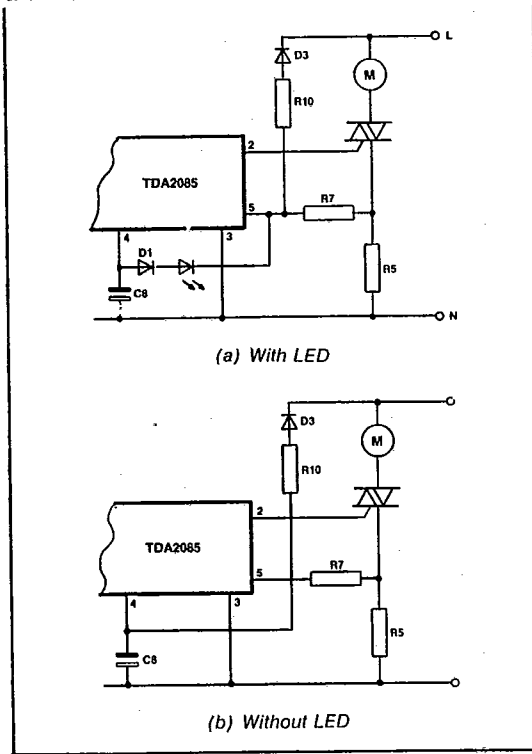 L
D3
M
R10
2
TDA2085
5
R7
4
3
D1
R5
C8
N
(a) With LED
D3
M
R10
2
TDA2085
5
R7
4
3
R5
C8
(b) Without LED